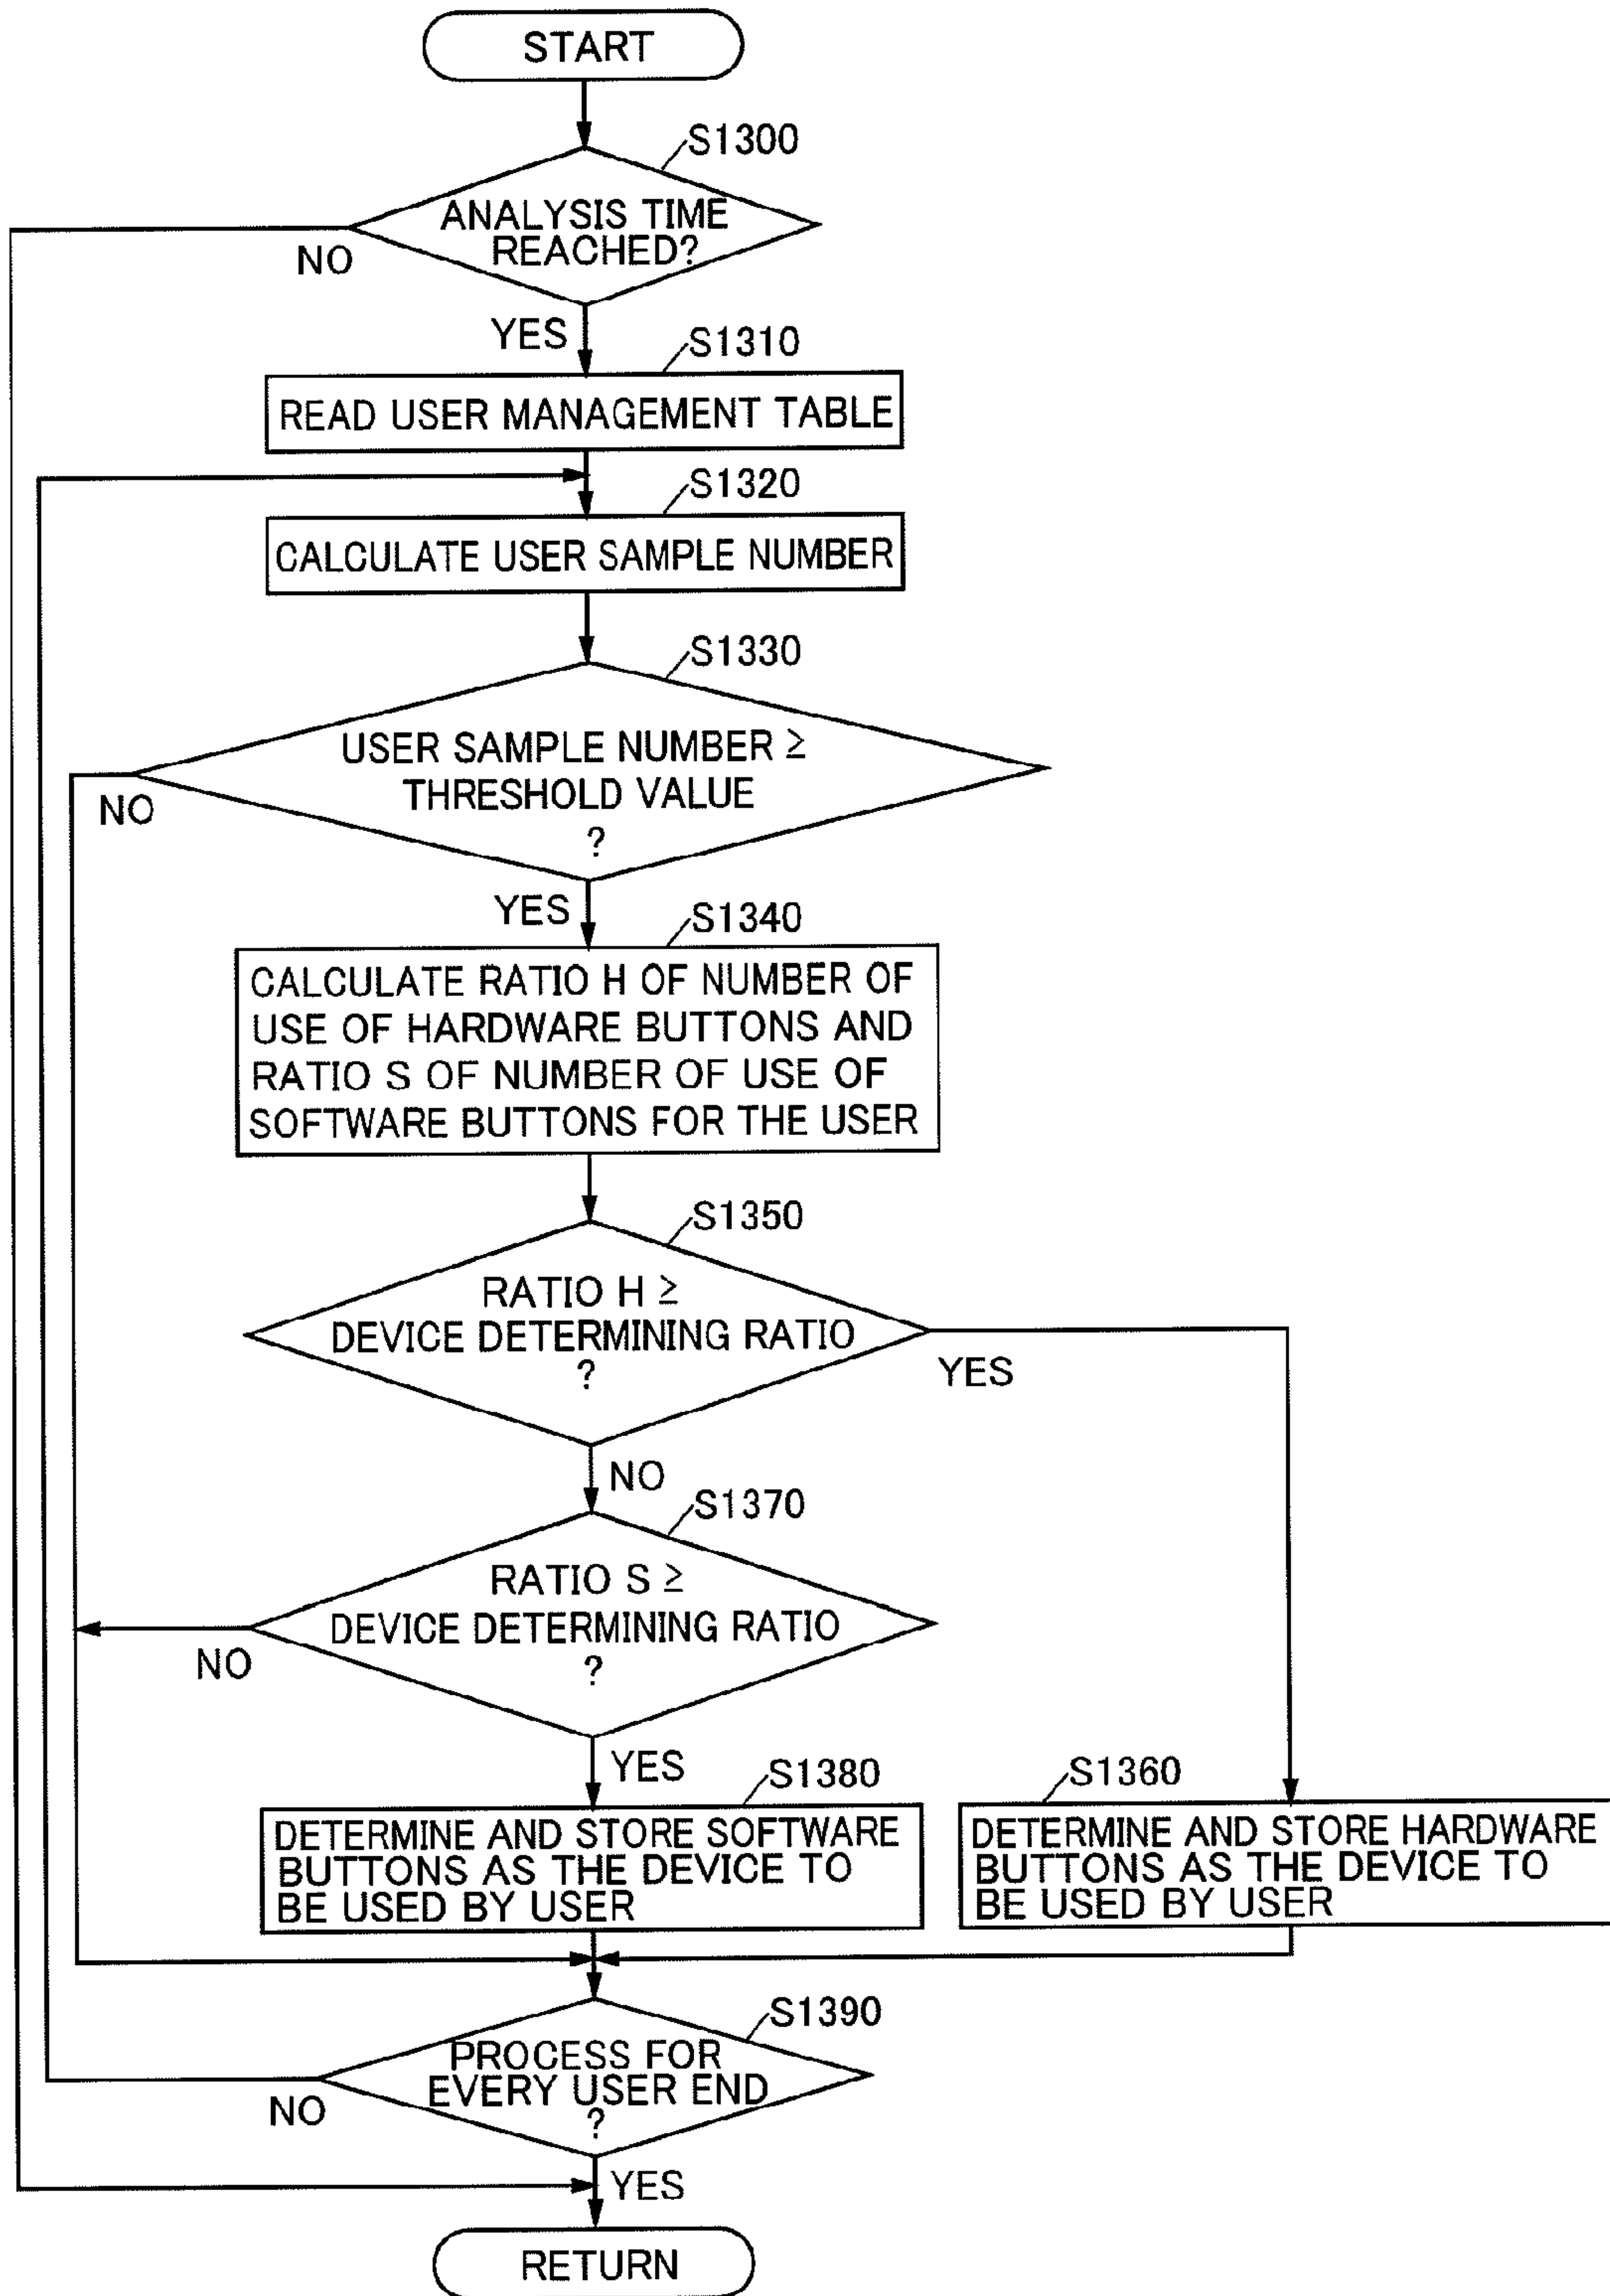 START
S1300
ANALYSIS TIME
REACHED?
NO
YES
S1310
READ USER MANAGEMENT TABLE
S1320
CALCULATE USER SAMPLE NUMBER
S1330
USER SAMPLE NUMBER ≥
THRESHOLD VALUE
?
NO
YES
S1340
CALCULATE RATIO H OF NUMBER OF
USE OF HARDWARE BUTTONS AND
RATIO S OF NUMBER OF USE OF
SOFTWARE BUTTONS FOR THE USER
S1350
RATIO H ≥
DEVICE DETERMINING RATIO
?
YES
NO
S1370
RATIO S ≥
DEVICE DETERMINING RATIO
?
NO
YES
S1380
DETERMINE AND STORE SOFTWARE
BUTTONS AS THE DEVICE TO
BE USED BY USER
S1360
DETERMINE AND STORE HARDWARE
BUTTONS AS THE DEVICE TO
BE USED BY USER
S1390
PROCESS FOR
EVERY USER END
?
NO
YES
RETURN